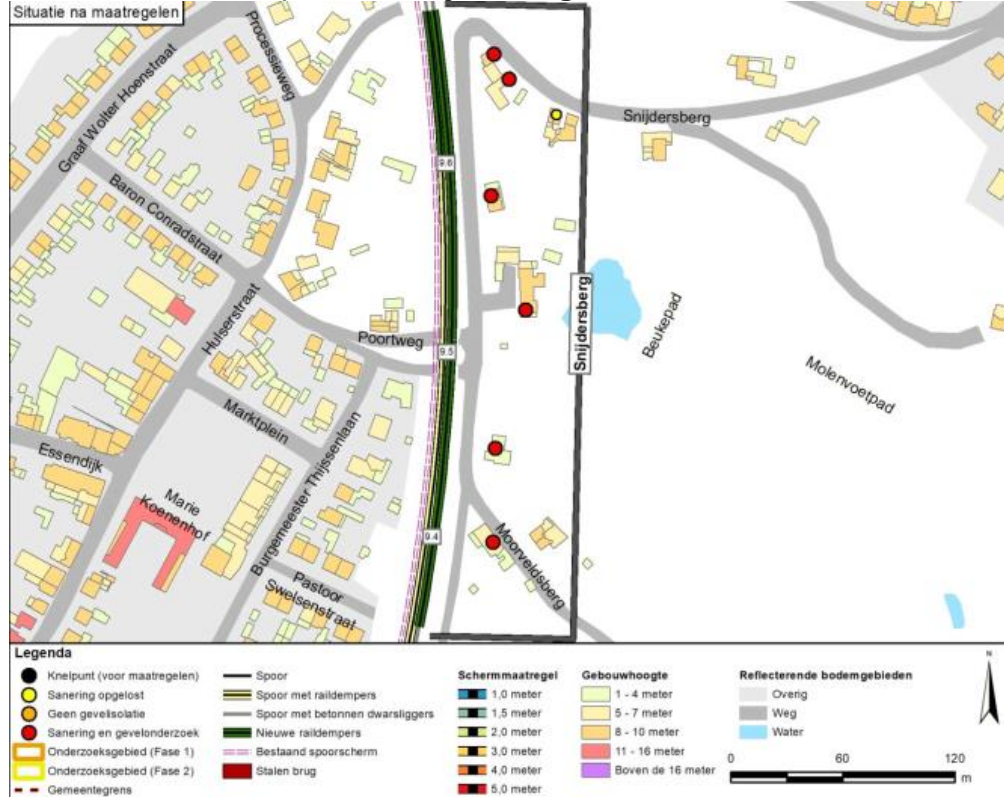 Situatie na maatregelen
Processieweg
Graaf Wolter Hoenstraat
Snijdersberg
9.6
Baron Conradstraat
Hulserstraat
Snijdersberg
Beukepad
Poortweg
9.5
Molenvoetpad
Marktplein
Essendijk
Burgemeester Thijssenlaan
Marie
Koenenhof
9.4
Moorveldsberg
Pastoor
Swelsenstraat
Legenda
Knelpunt (voor maatregelen)
Sanering opgelost
Geen gevelisolatie
Sanering en gevelonderzoek
Onderzoeksgebied (Fase 1)
Onderzoeksgebied (Fase 2)
Gemeentegrens
Spoor
Spoor met raildempers
Spoor met betonnen dwarsliggers
Nieuwe raildempers
Bestaand spoorscherm
Stalen brug
Schermmaatregel
1,0 meter
1,5 meter
2,0 meter
3,0 meter
4,0 meter
5,0 meter
Gebouwhoogte
1 - 4 meter
5 - 7 meter
8 - 10 meter
11 - 16 meter
Boven de 16 meter
Reflecterende bodemgebieden
Overig
Weg
Water
N
0 60 120
m